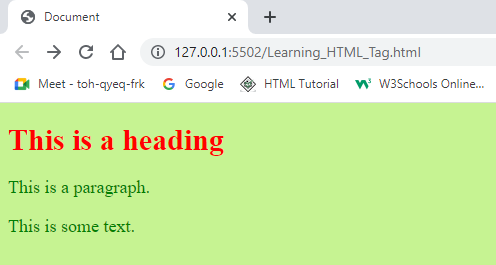 Document
127.0.0.1:5502/Learning_HTML_Tag.html
Meet - toh-qyeq-frk Google HTML Tutorial W3Schools Online...
This is a heading
This is a paragraph.
This is some text.